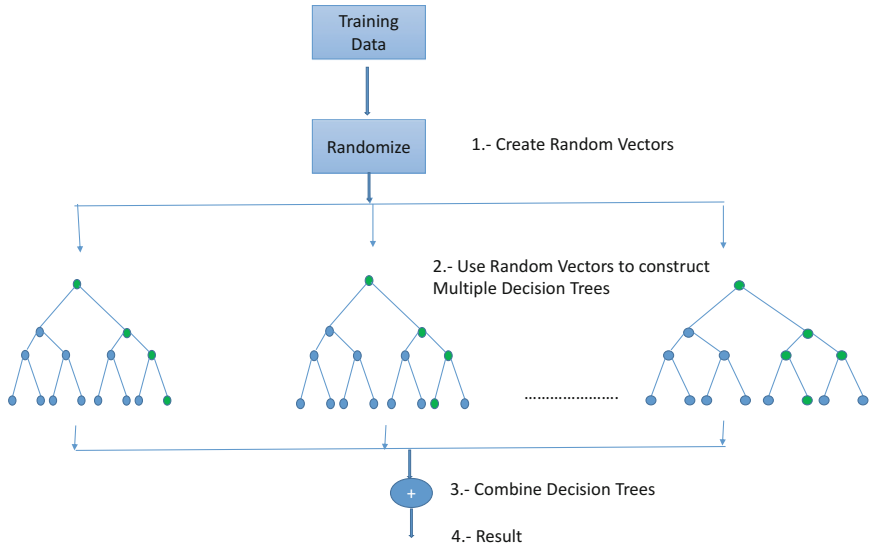 Training
Data
Randomize
1.- Create Random Vectors
2.- Use Random Vectors to construct
Multiple Decision Trees
…………………..
+
3.- Combine Decision Trees
4.- Result